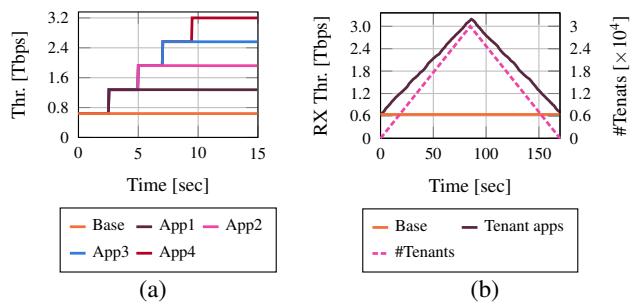 Thr. [Tbps]
3.2
2.4
1.6
0.8
0
0
5
10
15
Time [sec]
Base
App1
App2
App3
App4
(a)
RX Thr. [Tbps]
3.0
2.4
1.8
1.2
0.6
0
0
50
100
150
Time [sec]
3
2.4
1.8
1.2
0.6
0
#Tenats [×10⁴]
Base
Tenant apps
#Tenants
(b)